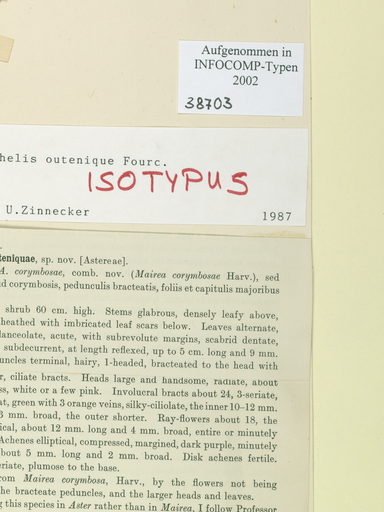 Aufgenommen in
INFOCOMP-Typen
2002
38703
helis outenique Fourc.
ISOTYPUS
U.Zinnecker
1987
teniquae, sp. nov. [Astereae].
A. corymbosae, comb. nov. (Mairea corymbosae Harv.), sed
d corymbosis, pedunculis bracteatis, foliis et capitulis majoribus
shrub 60 cm. high. Stems glabrous, densely leafy above,
heathed with imbricated leaf scars below. Leaves alternate,
lanceolate, acute, with subrevolute margins, scabrid dentate,
subdecurrent, at length reflexed, up to 5 cm. long and 9 mm.
uncles terminal, hairy, 1-headed, bracteated to the head with
r, ciliate bracts. Heads large and handsome, radiate, about
ss, white or a few pink. Involucral bracts about 24, 3-seriate,
at, green with 3 orange veins, silky-ciliolate, the inner 10–12 mm.
3 mm. broad, the outer shorter. Ray-flowers about 18, the
ical, about 12 mm. long and 4 mm. broad, entire or minutely
Achenes elliptical, compressed, margined, dark purple, minutely
bout 5 mm. long and 2 mm. broad. Disk achenes fertile.
eriate, plumose to the base.
rom Mairea corymbosa, Harv., by the flowers not being
he bracteate peduncles, and the larger heads and leaves.
g this species in Aster rather than in Mairea, I follow Professor